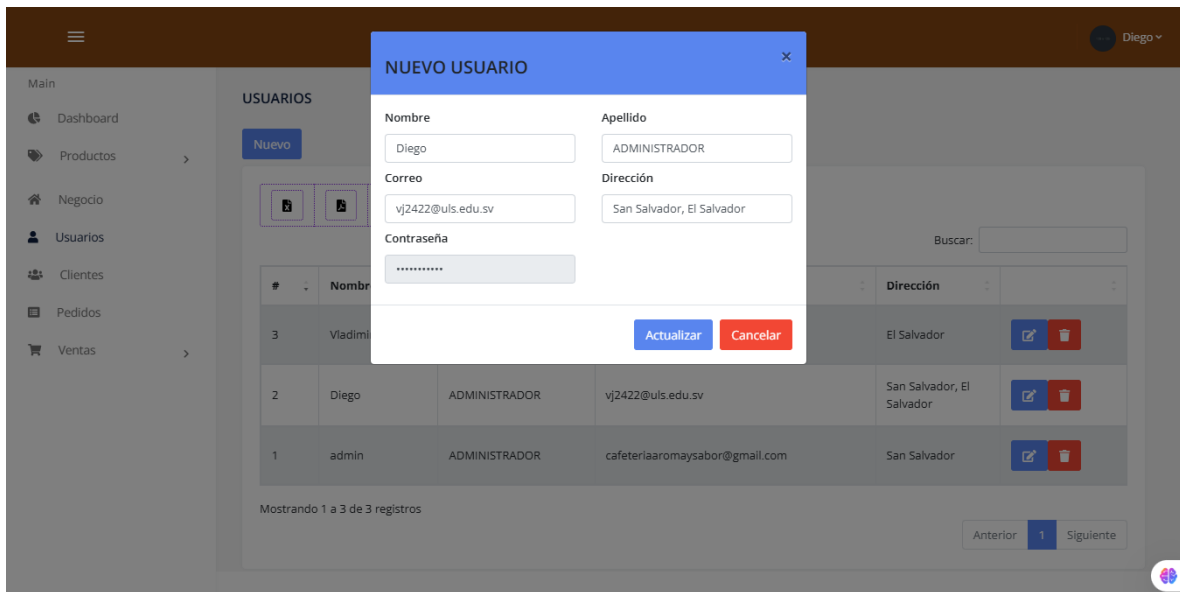 Diego
Main
Dashboard
Productos
Negocio
Usuarios
Clientes
Pedidos
Ventas
USUARIOS
Nuevo
NUEVO USUARIO
×
Nombre Apellido
Diego ADMINISTRADOR
Correo Dirección
vj2422@uls.edu.sv San Salvador, El Salvador
Contraseña
•••••••••••
Actualizar Cancelar
Buscar:
# Nombr Dirección
3 Vladimi El Salvador
2 Diego ADMINISTRADOR vj2422@uls.edu.sv San Salvador, El
Salvador
1 admin ADMINISTRADOR cafeteriaaromaysabor@gmail.com San Salvador
Mostrando 1 a 3 de 3 registros
Anterior 1 Siguiente